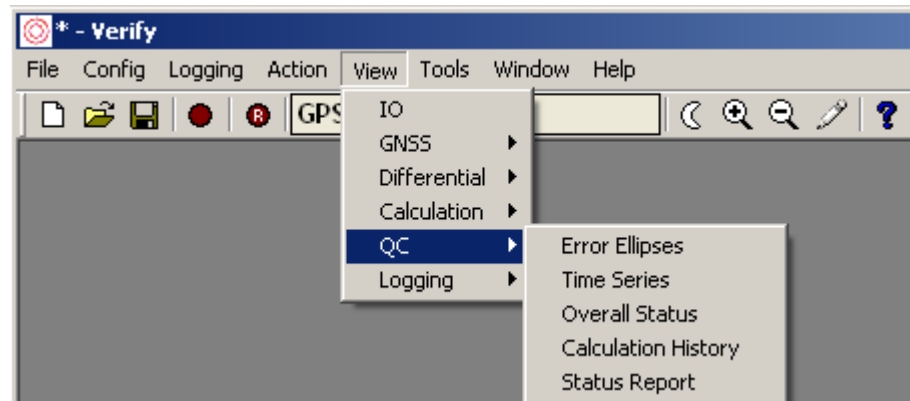 * - Verify
File Config Logging Action View Tools Window Help
GPS
IO
GNSS
Differential
Calculation
QC
Logging
Error Ellipses
Time Series
Overall Status
Calculation History
Status Report